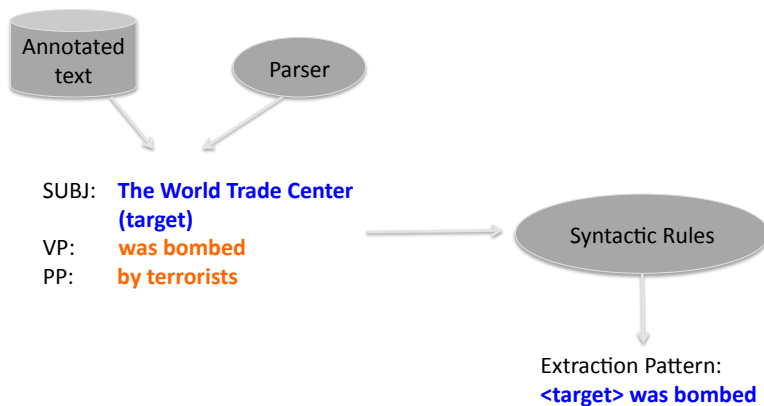 Annotated
text
Parser
SUBJ: The World Trade Center
(target)
VP: was bombed
PP: by terrorists
Syntactic Rules
Extraction Pattern:
<target> was bombed